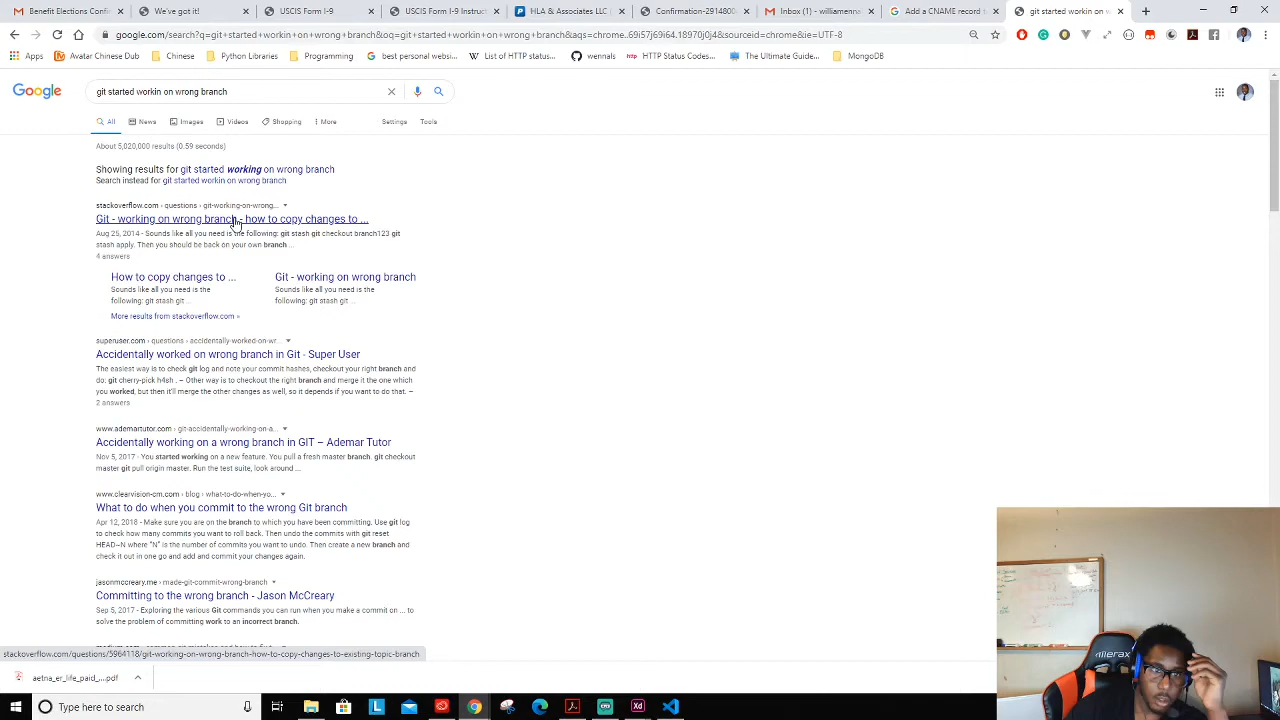 Benefit Elections Confirm
We've got it!
USCIS Form I-9
USCIS Form I-9 Instruct
HLA & Associates LLC |
Confirmation-2914800
Inbox (1) - williamenne
Add a CNAME record t
git started workin on w
google.com/search?q=git+started+workin+on+wrong+branch&oq=git+started+workin+on+wrong+branch&aqs=chrome..69i57j69i64.18970j0j4&sourceid=chrome&ie=UTF-8
Apps
Avatar Chinese Dub
Chinese
Python Libraries
Programming
best personal websi...
List of HTTP status...
wennals
HTTP Status Codes...
The Ultimate Guide...
MongoDB
Google
git started workin on wrong branch
All
News
Images
Videos
Shopping
More
Settings
Tools
About 5,020,000 results (0.59 seconds)
Showing results for git started working on wrong branch
Search instead for git started workin on wrong branch
stackoverflow.com › questions › git-working-on-wrong...
Git - working on wrong branch - how to copy changes to ...
Aug 25, 2014 - Sounds like all you need is the following: git stash git checkout branch123 git
stash apply. Then you should be back on your own branch ...
4 answers
How to copy changes to ...
Git - working on wrong branch
Sounds like all you need is the
following: git stash git ...
Sounds like all you need is the
following: git stash git ...
More results from stackoverflow.com »
superuser.com › questions › accidentally-worked-on-wr...
Accidentally worked on wrong branch in Git - Super User
The easiest way is to check git log and note your commit hashes, checkout your right branch and
do: git cherry-pick h4sh . – Other way is to checkout the right branch and merge it the one which
you worked, but then it'll merge the other changes as well, so it depends if you want to do that. –
2 answers
www.ademartutor.com › git-accidentally-working-on-a...
Accidentally working on a wrong branch in GIT – Ademar Tutor
Nov 5, 2017 - You started working on a new feature. You pull a fresh master branch. git checkout
master git pull origin master. Run the test suite, look around ...
www.clearvision-cm.com › blog › what-to-do-when-yo...
What to do when you commit to the wrong Git branch
Apr 12, 2018 - Make sure you are on the branch to which you have been committing. Use git log
to check how many commits you want to roll back. Then undo the commits with git reset
HEAD~N where "N" is the number of commits you want to undo. Then create a new branch and
check it out in one go and add and commit your changes again.
jasonmccreary.me › made-git-commit-wrong-branch
Committing to the wrong branch - Jason McCreary
Sep 5, 2017 - Exploring the various Git commands you can run when you make a commit on ... to
solve the problem of committing work to an incorrect branch.
stackoverflow.com/questions/5964118/git-working-on-wrong-branch-how-to-copy-changes-to-existing-topic-branch
aetna_er_life_paid_....pdf
Type here to search